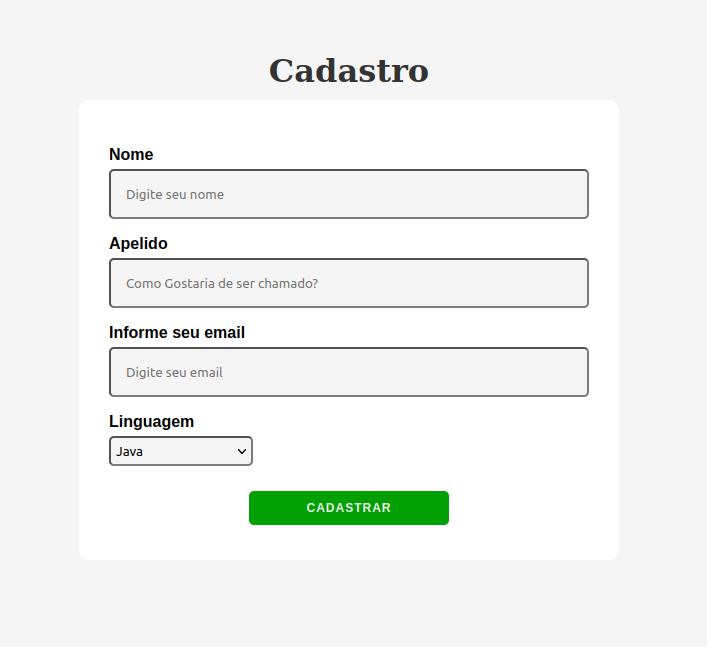 Cadastro
Nome
Digite seu nome
Apelido
Como Gostaria de ser chamado?
Informe seu email
Digite seu email
Linguagem
Java
CADASTRAR